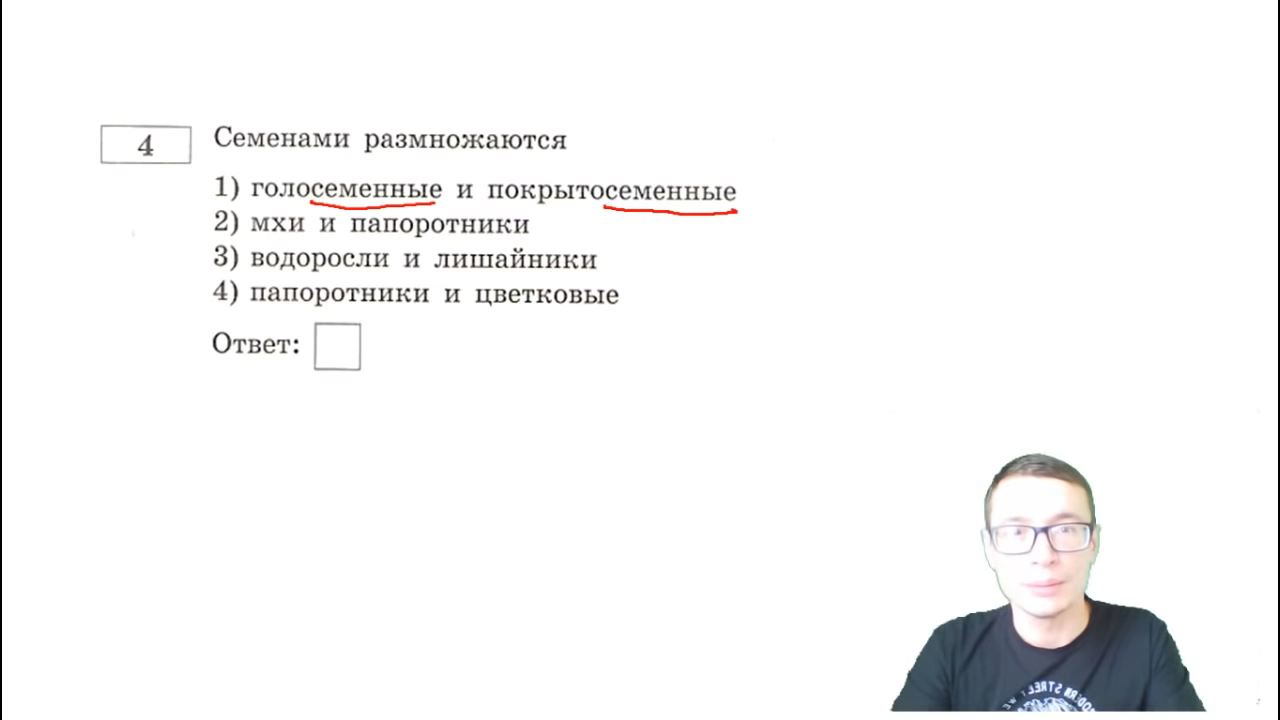 4
Семенами размножаются
1) голосеменные и покрытосеменные
2) мхи и папоротники
3) водоросли и лишайники
4) папоротники и цветковые
Ответ: